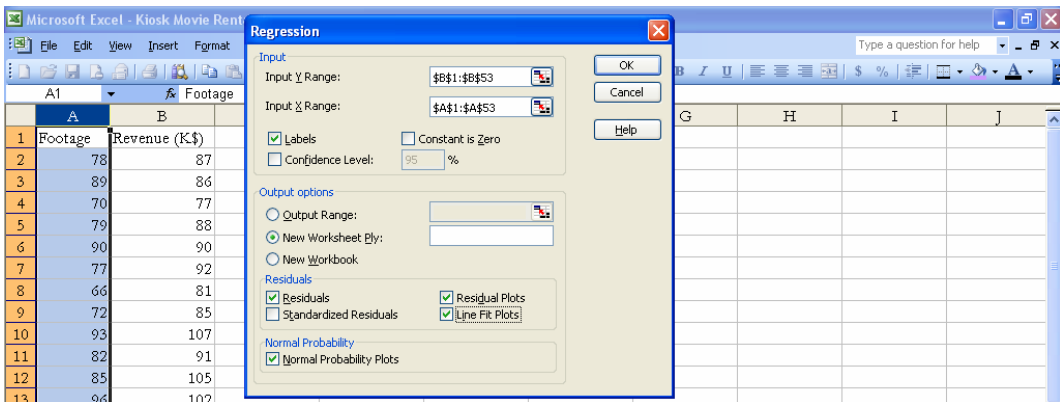 Microsoft Excel - Kiosk Movie Rent
File Edit View Insert Format
Type a question for help
B I U $ % A
A1 fx Footage
Regression
Input
Input Y Range: $B$1:$B$53
Input X Range: $A$1:$A$53
Labels Constant is Zero
Confidence Level: 95 %
Output options
Output Range:
New Worksheet Ply:
New Workbook
Residuals
Residuals Residual Plots
Standardized Residuals Line Fit Plots
Normal Probability
Normal Probability Plots
OK
Cancel
Help
A B G H I J
1 Footage Revenue (K$)
2 78 87
3 89 86
4 70 77
5 79 88
6 90 90
7 77 92
8 66 81
9 72 85
10 93 107
11 82 91
12 85 105
13 96 102